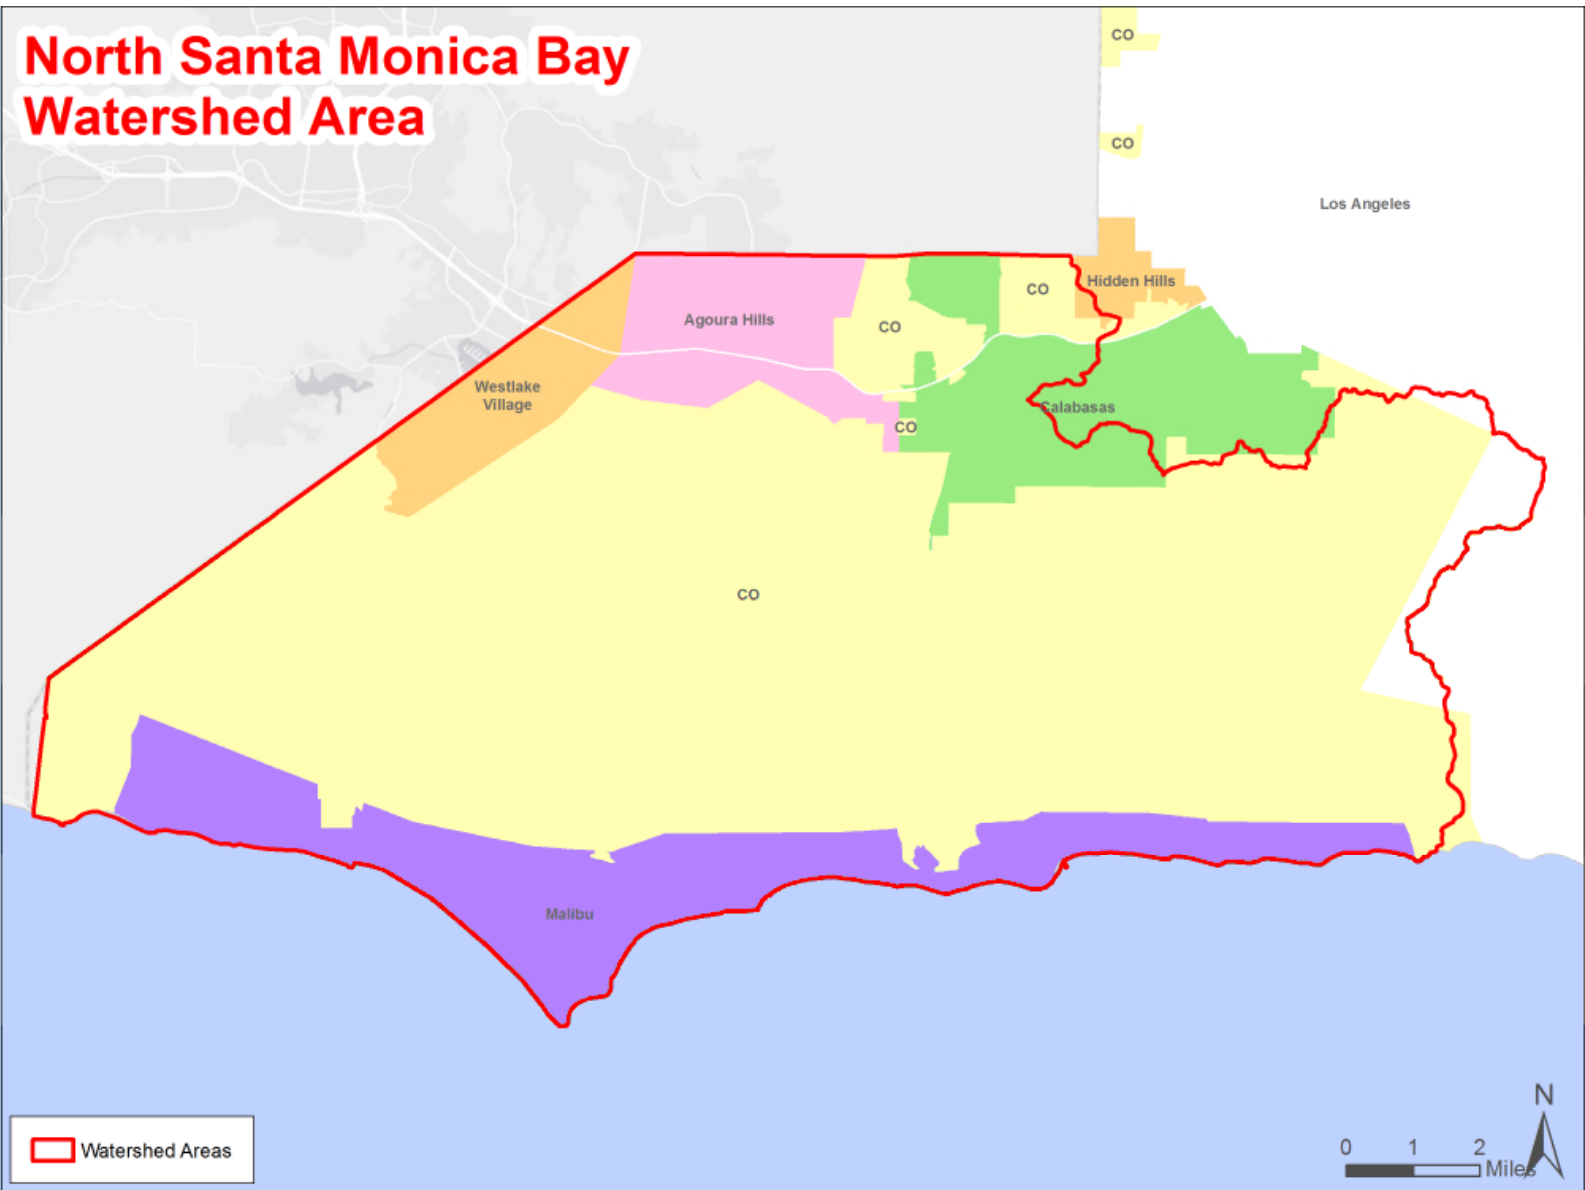 North Santa Monica Bay
Watershed Area
CO
CO
Los Angeles
Hidden Hills
CO
Agoura Hills
CO
Westlake
Village
Calabasas
CO
CO
Malibu
N
Watershed Areas
0 1 2
Miles